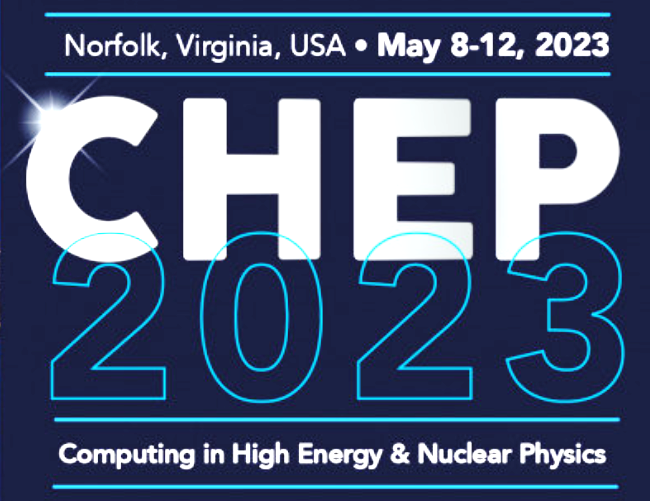 Norfolk, Virginia, USA • May 8-12, 2023
CHEP
2023
Computing in High Energy & Nuclear Physics